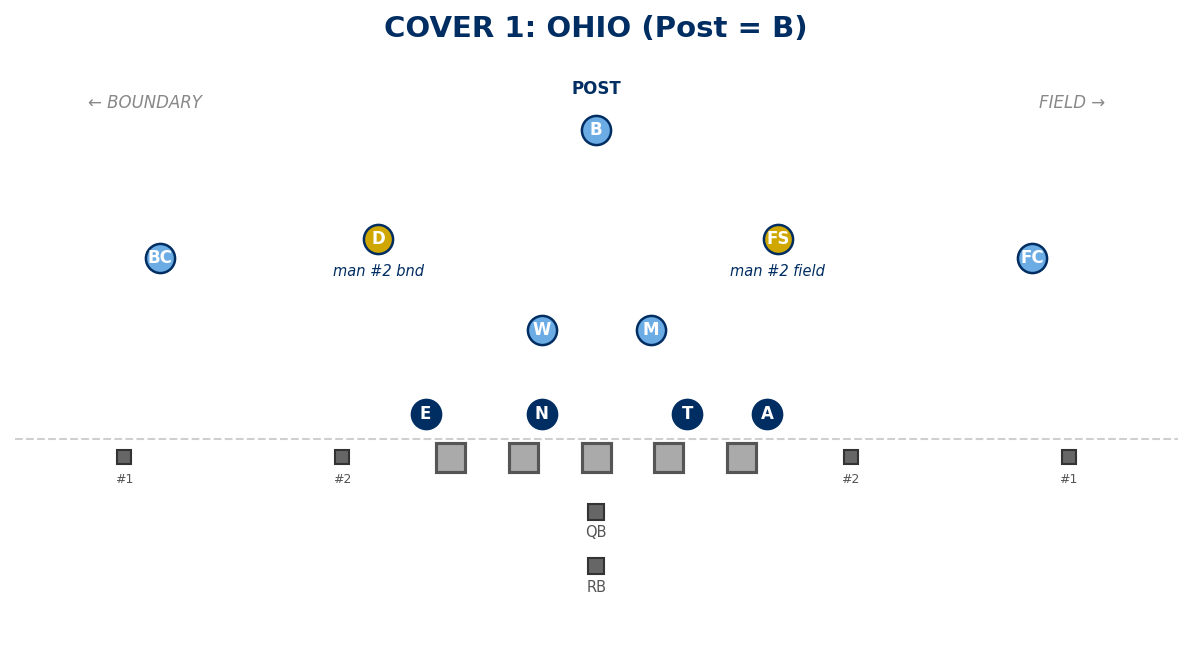 COVER 1: OHIO (Post = B)
POST
← BOUNDARY
FIELD →
B
D
FS
BC
FC
man #2 bnd
man #2 field
W
M
E
N
T
A
#1
#2
#2
#1
QB
RB